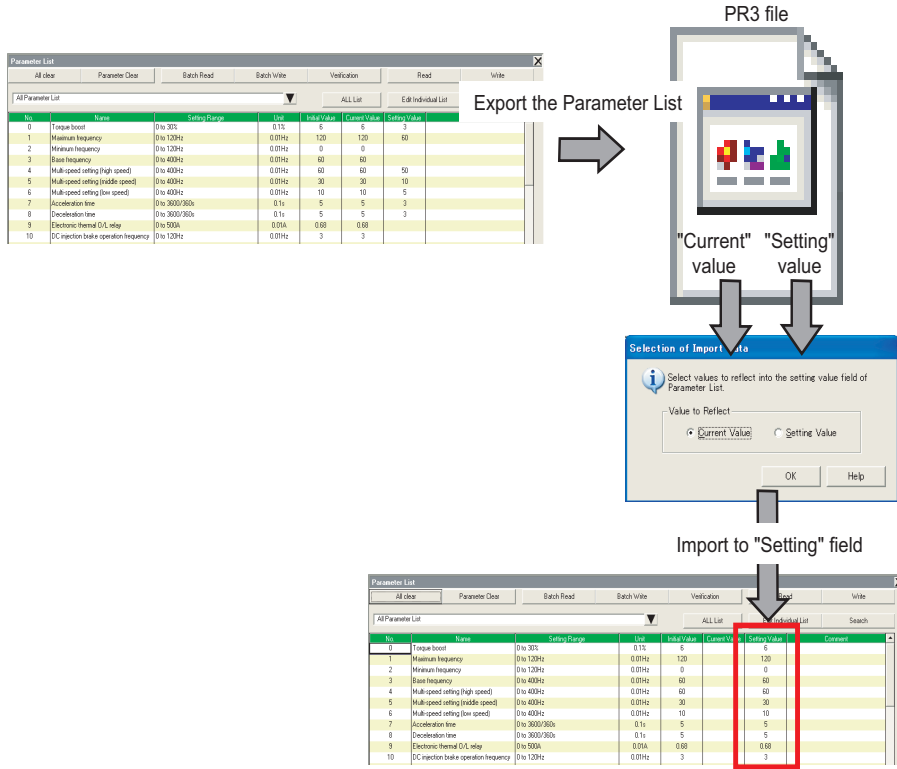 PR3 file
Parameter List X
All clear Parameter Clear Batch Read Batch Write Verification Read Write
All Parameter List ALL List Edit Individual List
Export the Parameter List
No. Name Setting Range Unit Initial Value Current Value Setting Value
0 Torque boost 0 to 30% 0.1% 6 6 3
1 Maximum frequency 0 to 120Hz 0.01Hz 120 120 60
2 Minimum frequency 0 to 120Hz 0.01Hz 0 0
3 Base frequency 0 to 400Hz 0.01Hz 60 60
4 Multi-speed setting (high speed) 0 to 400Hz 0.01Hz 60 60 50
5 Multi-speed setting (middle speed) 0 to 400Hz 0.01Hz 30 30 10
6 Multi-speed setting (low speed) 0 to 400Hz 0.01Hz 10 10 5
7 Acceleration time 0 to 3600/360s 0.1s 5 5 3
8 Deceleration time 0 to 3600/360s 0.1s 5 5 3
9 Electronic thermal O/L relay 0 to 500A 0.01A 0.68 0.68
10 DC injection brake operation frequency 0 to 120Hz 0.01Hz 3 3
"Current" "Setting"
value value
Selection of Import
Select values to reflect into the setting value field of
Parameter List.
Value to Reflect
Current Value Setting Value
OK Help
Import to "Setting" field
Parameter List
All clear Parameter Clear Batch Read Batch Write Verification Read Write
All Parameter List ALL List Edit Individual List Search
No. Name Setting Range Unit Initial Value Current Value Setting Value Comment
0 Torque boost 0 to 30% 0.1% 6 6
1 Maximum frequency 0 to 120Hz 0.01Hz 120 120
2 Minimum frequency 0 to 120Hz 0.01Hz 0 0
3 Base frequency 0 to 400Hz 0.01Hz 60 60
4 Multi-speed setting (high speed) 0 to 400Hz 0.01Hz 60 60
5 Multi-speed setting (middle speed) 0 to 400Hz 0.01Hz 30 30
6 Multi-speed setting (low speed) 0 to 400Hz 0.01Hz 10 10
7 Acceleration time 0 to 3600/360s 0.1s 5 5
8 Deceleration time 0 to 3600/360s 0.1s 5 5
9 Electronic thermal O/L relay 0 to 500A 0.01A 0.68 0.68
10 DC injection brake operation frequency 0 to 120Hz 0.01Hz 3 3